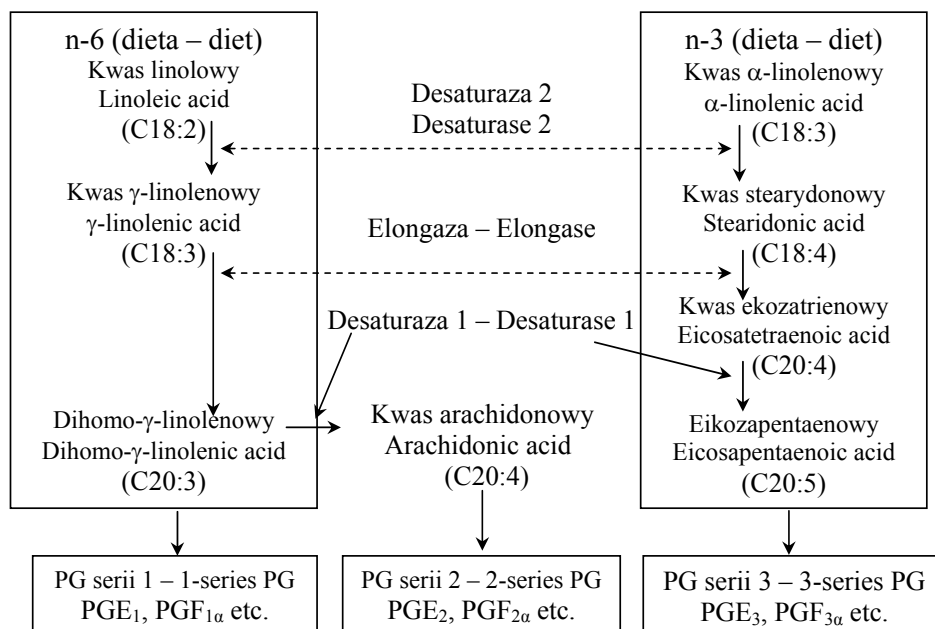 n-6 (dieta – diet)
Kwas linolowy
Linoleic acid
(C18:2)
Kwas γ-linolenowy
γ-linolenic acid
(C18:3)
Dihomo-γ-linolenowy
Dihomo-γ-linolenic acid
(C20:3)
PG serii 1 – 1-series PG
PGE₁, PGF₁α etc.
Desaturaza 2
Desaturase 2
Elongaza – Elongase
Desaturaza 1 – Desaturase 1
Kwas arachidonowy
Arachidonic acid
(C20:4)
PG serii 2 – 2-series PG
PGE₂, PGF₂α etc.
n-3 (dieta – diet)
Kwas α-linolenowy
α-linolenic acid
(C18:3)
Kwas stearydonowy
Stearidonic acid
(C18:4)
Kwas ekozatrienowy
Eicosatetraenoic acid
(C20:4)
Eikozapentaenowy
Eicosapentaenoic acid
(C20:5)
PG serii 3 – 3-series PG
PGE₃, PGF₃α etc.